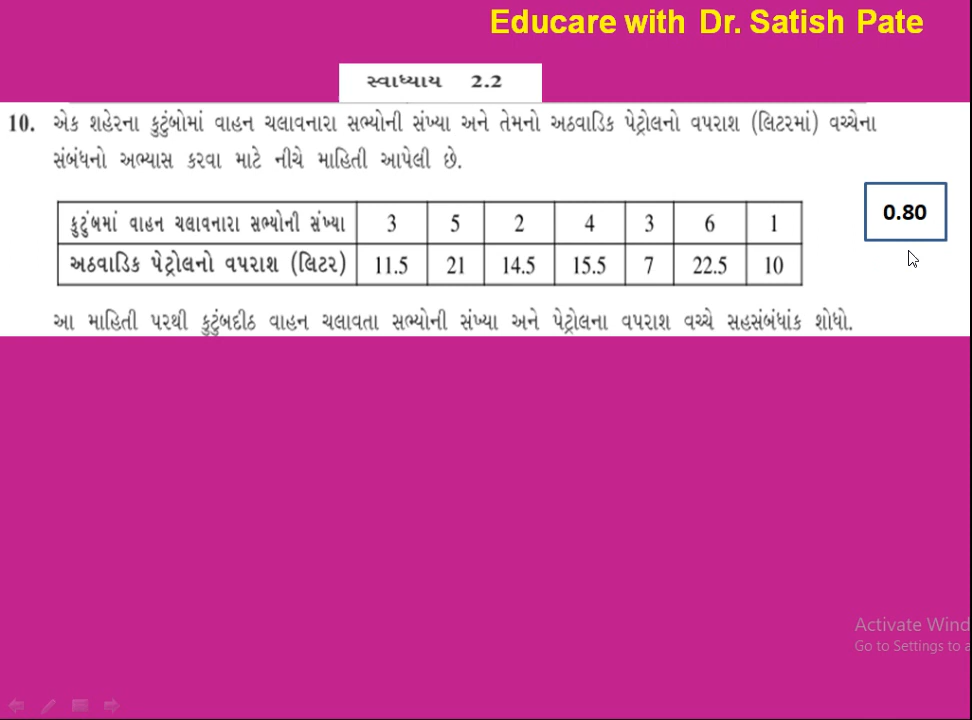 Educare with Dr. Satish Pate
સ્વાધ્યાય 2.2
10. એક શહેરના કુટુંબોમાં વાહન ચલાવનારા સભ્યોની સંખ્યા અને તેમનો અઠવાડિક પેટ્રોલનો વપરાશ (લિટરમાં) વચ્ચેના
સંબંધનો અભ્યાસ કરવા માટે નીચે માહિતી આપેલી છે.
0.80
કુટુંબમાં વાહન ચલાવનારા સભ્યોની સંખ્યા 3 5 2 4 3 6 1
અઠવાડિક પેટ્રોલનો વપરાશ (લિટર) 11.5 21 14.5 15.5 7 22.5 10
આ માહિતી પરથી કુટુંબદીઠ વાહન ચલાવતા સભ્યોની સંખ્યા અને પેટ્રોલના વપરાશ વચ્ચે સહસંબંધાંક શોધો.
Activate Wind
Go to Settings to a